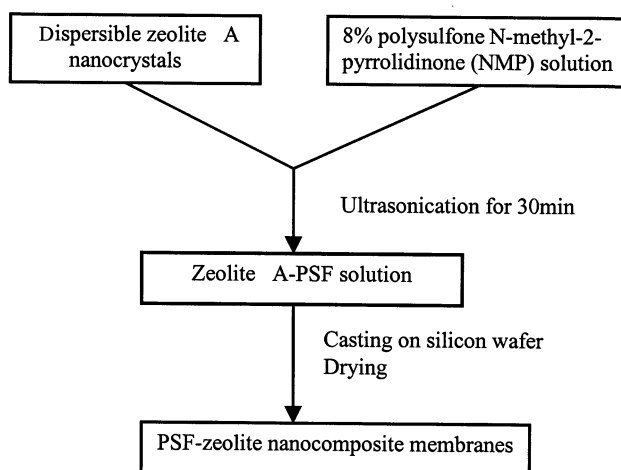 Dispersible zeolite A
nanocrystals
8% polysulfone N-methyl-2-
pyrrolidinone (NMP) solution
Ultrasonication for 30min
Zeolite A-PSF solution
Casting on silicon wafer
Drying
PSF-zeolite nanocomposite membranes